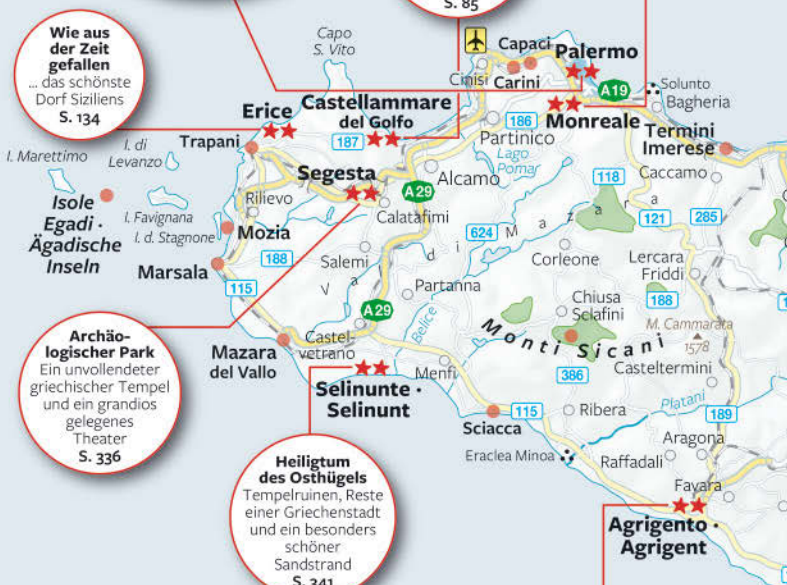 S. 85
Wie aus
der Zeit
gefallen
... das schönste
Dorf Siziliens
S. 134
Capo
S. Vito
Cinisi
Capaci
Carini
Palermo
A19
Solunto
Bagheria
Erice
Castellammare
del Golfo
187
186
Monreale
Partinico
Lago
Poma
Termini
Imerese
Trapani
I. di
Levanzo
I. Marettimo
Segesta
A29
Alcamo
118
Caccamo
Isole
Egadi ·
Ägadische
Inseln
I. Favignana
I. d. Stagnone
Rilievo
Calatafimi
Mozia
624
Val di Mazara
121
285
188
Salemi
Corleone
Lercara
Friddi
Marsala
115
Partanna
188
Chiusa
Sclafani
A29
Belice
Monti Sicani
M. Cammarata
1578
Archäo-
logischer Park
Ein unvollendeter
griechischer Tempel
und ein grandios
gelegenes
Theater
S. 336
Castel-
vetrano
Mazara
del Vallo
Menfi
386
Casteltermini
Selinunte ·
Selinunt
Platani
115
Ribera
189
Sciacca
Aragona
Eraclea Minoa
Raffadali
Favara
Heiligtum
des Osthügels
Tempelruinen, Reste
einer Griechenstadt
und ein besonders
schöner
Sandstrand
S. 341
Agrigento ·
Agrigent